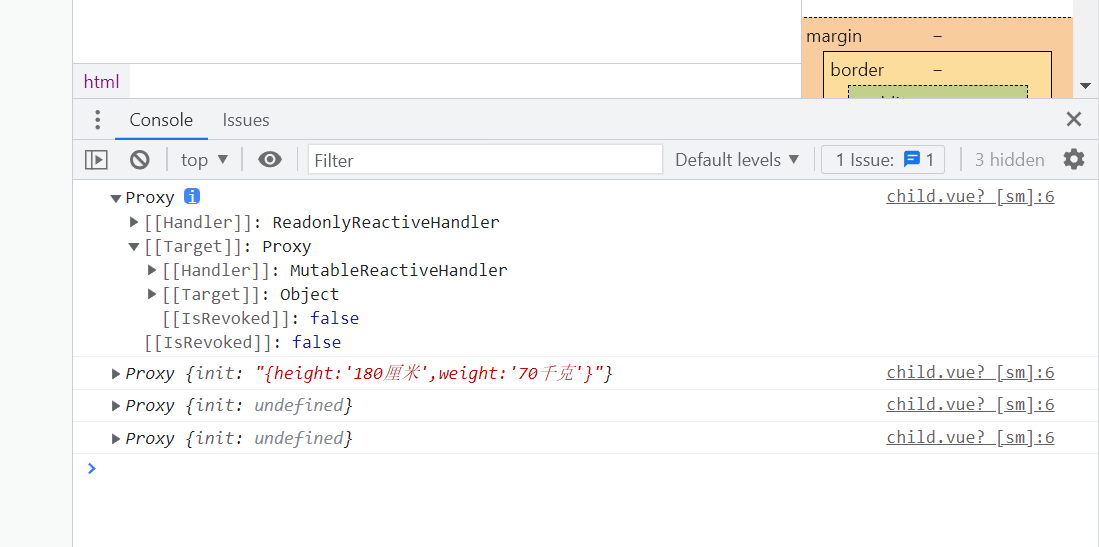 margin –
html
border –
Console Issues
top Filter Default levels 1 Issue: 1 3 hidden
Proxy i child.vue? [sm]:6
[[Handler]]: ReadonlyReactiveHandler
[[Target]]: Proxy
[[Handler]]: MutableReactiveHandler
[[Target]]: Object
[[IsRevoked]]: false
[[IsRevoked]]: false
Proxy {init: "{height:'180厘米',weight:'70千克'}"} child.vue? [sm]:6
Proxy {init: undefined} child.vue? [sm]:6
Proxy {init: undefined} child.vue? [sm]:6